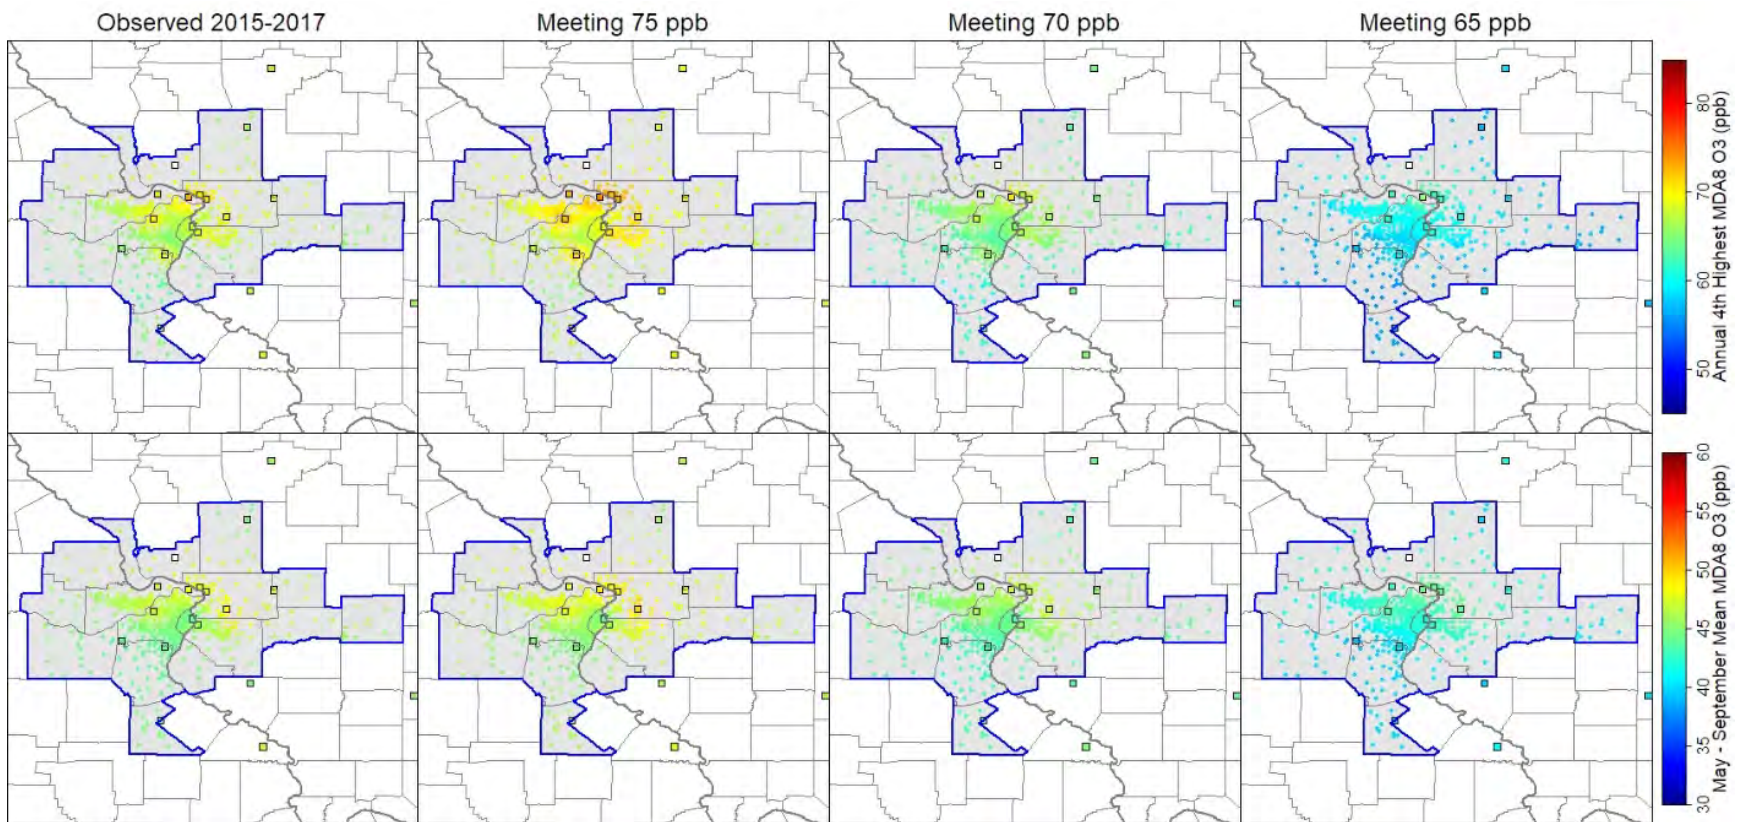 Observed 2015-2017
Meeting 75 ppb
Meeting 70 ppb
Meeting 65 ppb
80
70
60
50
Annual 4th Highest MDA8 O3 (ppb)
60
55
50
45
40
35
30
May - September Mean MDA8 O3 (ppb)